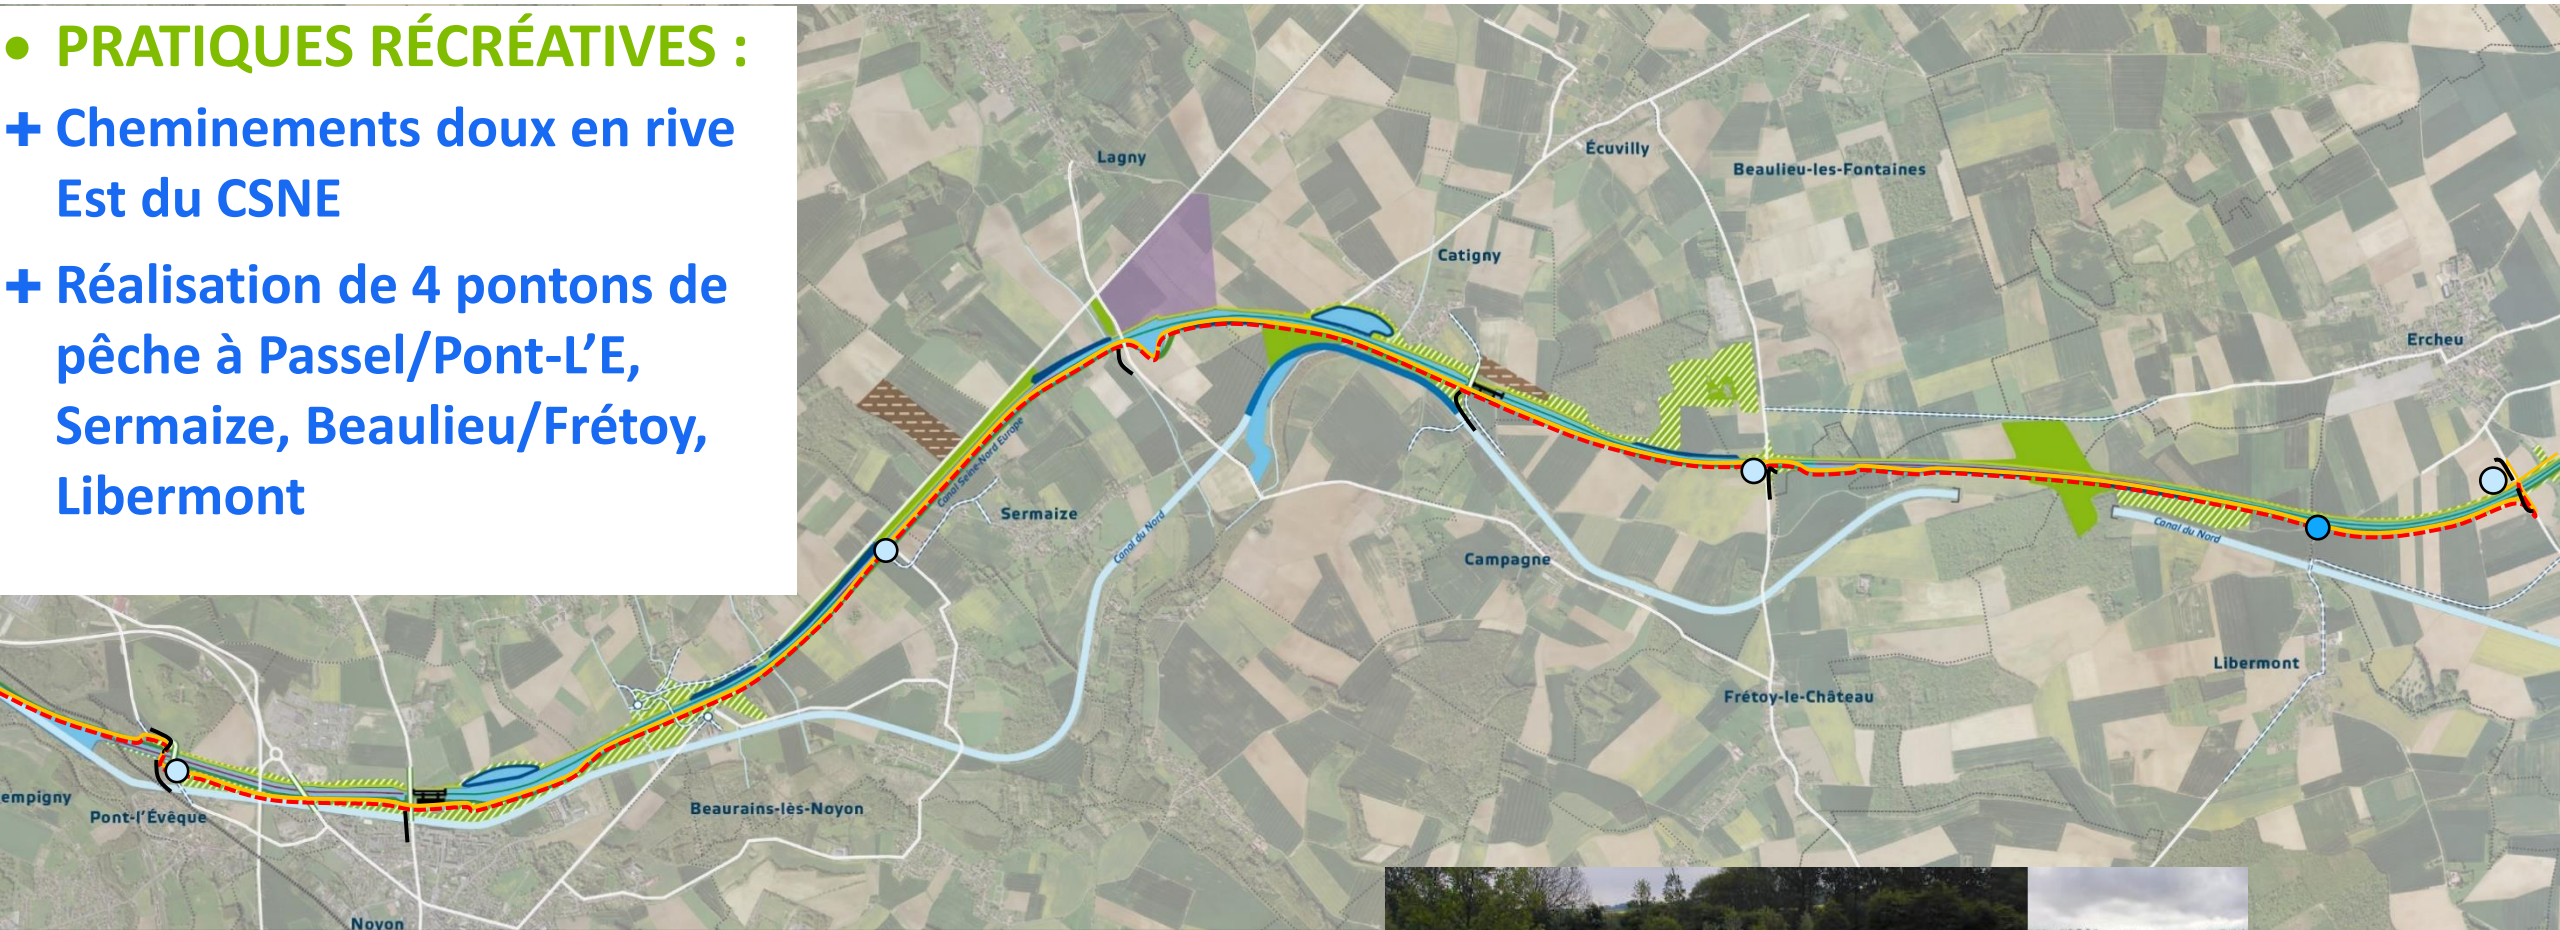 • PRATIQUES RÉCRÉATIVES :
+ Cheminements doux en rive
Est du CSNE
+ Réalisation de 4 pontons de
pêche à Passel/Pont-L’E,
Sermaize, Beaulieu/Frétoy,
Libermont
Lagny
Écuvilly
Beaulieu-les-Fontaines
Catigny
Ercheu
Canal Seine-Nord Europe
Sermaize
Canal du Nord
Campagne
Canal du Nord
Libermont
Frétoy-le-Château
empigny
Pont-l'Évêque
Beaurains-lès-Noyon
Noyon